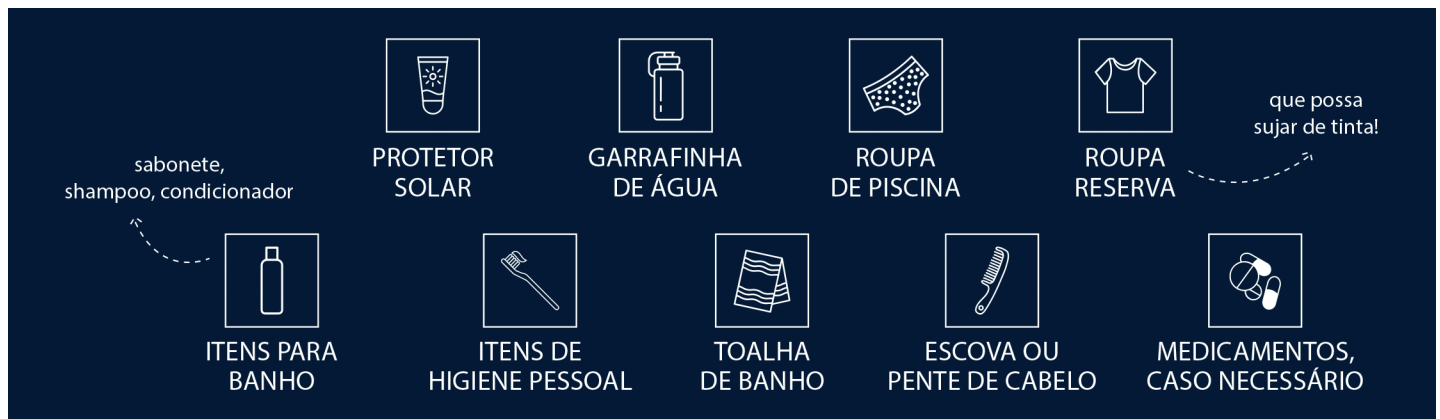 PROTETOR
SOLAR
GARRAFINHA
DE ÁGUA
ROUPA
DE PISCINA
ROUPA
RESERVA
que possa
sujar de tinta!
sabonete,
shampoo, condicionador
ITENS PARA
BANHO
ITENS DE
HIGIENE PESSOAL
TOALHA
DE BANHO
ESCOVA OU
PENTE DE CABELO
MEDICAMENTOS,
CASO NECESSÁRIO